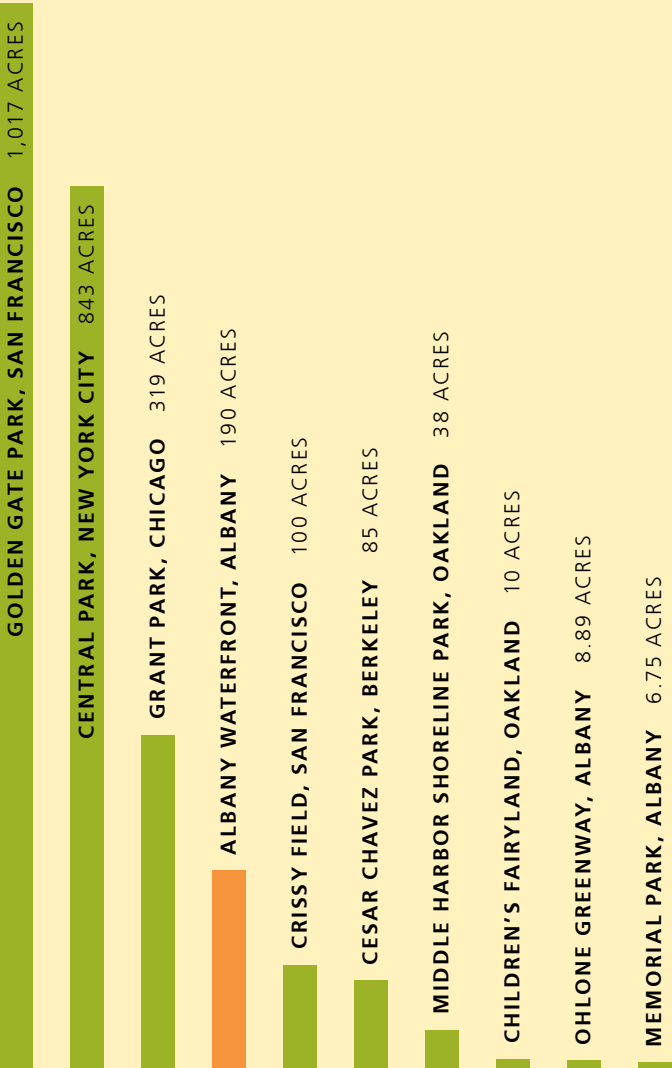 GOLDEN GATE PARK, SAN FRANCISCO 1,017 ACRES
CENTRAL PARK, NEW YORK CITY 843 ACRES
GRANT PARK, CHICAGO 319 ACRES
ALBANY WATERFRONT, ALBANY 190 ACRES
CRISSY FIELD, SAN FRANCISCO 100 ACRES
CESAR CHAVEZ PARK, BERKELEY 85 ACRES
MIDDLE HARBOR SHORELINE PARK, OAKLAND 38 ACRES
CHILDREN'S FAIRYLAND, OAKLAND 10 ACRES
OHLONE GREENWAY, ALBANY 8.89 ACRES
MEMORIAL PARK, ALBANY 6.75 ACRES